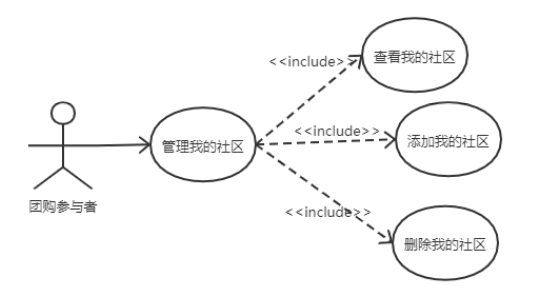 <<include>>
查看我的社区
<<include>>
添加我的社区
管理我的社区
团购参与者
<<include>>
删除我的社区